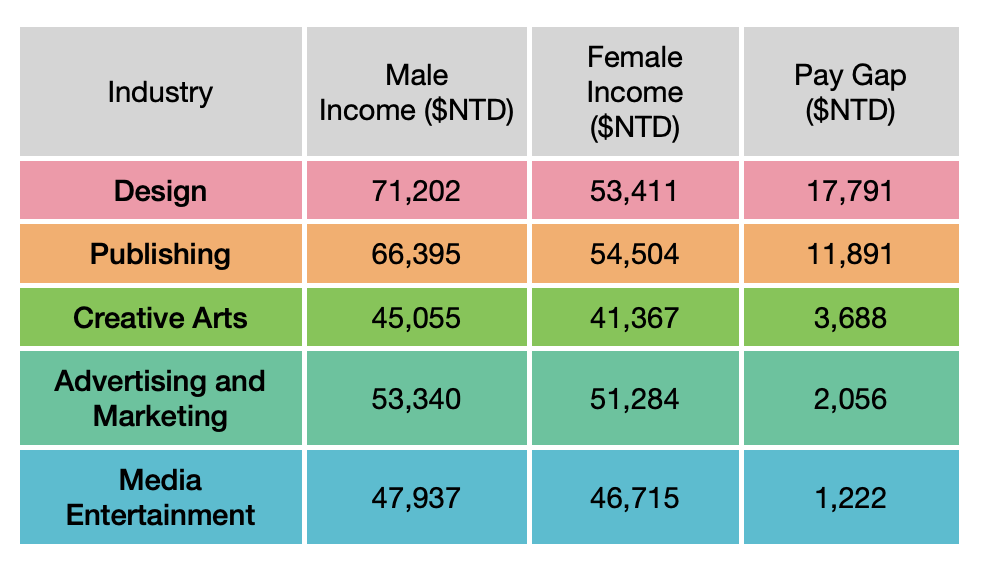 Industry
Male
Income ($NTD)
Female
Income
($NTD)
Pay Gap
($NTD)
Design
71,202
53,411
17,791
Publishing
66,395
54,504
11,891
Creative Arts
45,055
41,367
3,688
Advertising and
Marketing
53,340
51,284
2,056
Media
Entertainment
47,937
46,715
1,222